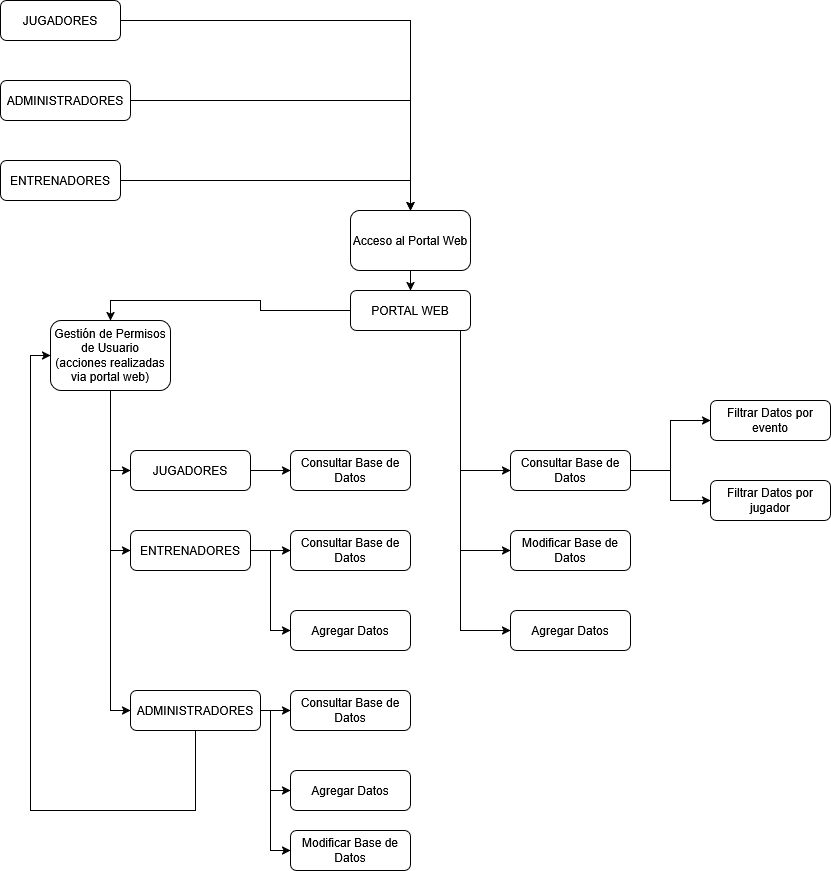 JUGADORES
ADMINISTRADORES
ENTRENADORES
Acceso al Portal Web
PORTAL WEB
Gestión de Permisos
de Usuario
(acciones realizadas
via portal web)
JUGADORES
Consultar Base de
Datos
ENTRENADORES
Consultar Base de
Datos
Agregar Datos
ADMINISTRADORES
Consultar Base de
Datos
Agregar Datos
Modificar Base de
Datos
Consultar Base de
Datos
Filtrar Datos por
evento
Filtrar Datos por
jugador
Modificar Base de
Datos
Agregar Datos